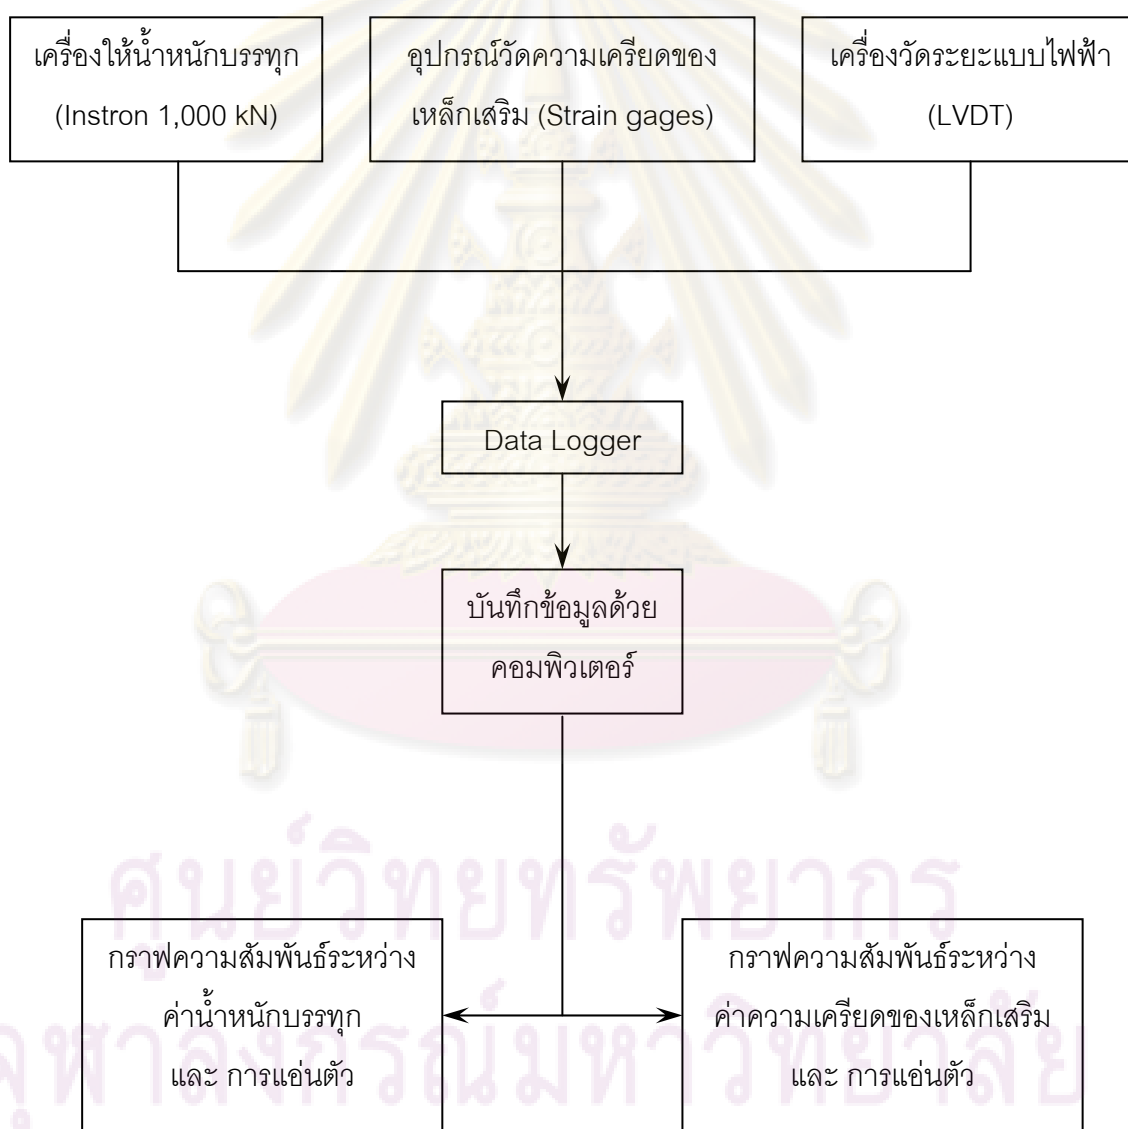 เครื่องให้น้ำหนักบรรทุก
(Instron 1,000 kN)
อุปกรณ์วัดความเครียดของ
เหล็กเสริม (Strain gages)
เครื่องวัดระยะแบบไฟฟ้า
(LVDT)
Data Logger
บันทึกข้อมูลด้วย
คอมพิวเตอร์
ศูนย์วิทยทรัพยากร
กราฟความสัมพันธ์ระหว่าง
ค่าน้ำหนักบรรทุก
และ การแอ่นตัว
กราฟความสัมพันธ์ระหว่าง
ค่าความเครียดของเหล็กเสริม
และ การแอ่นตัว
จุฬาลงกรณ์มหาวิทยาลัย